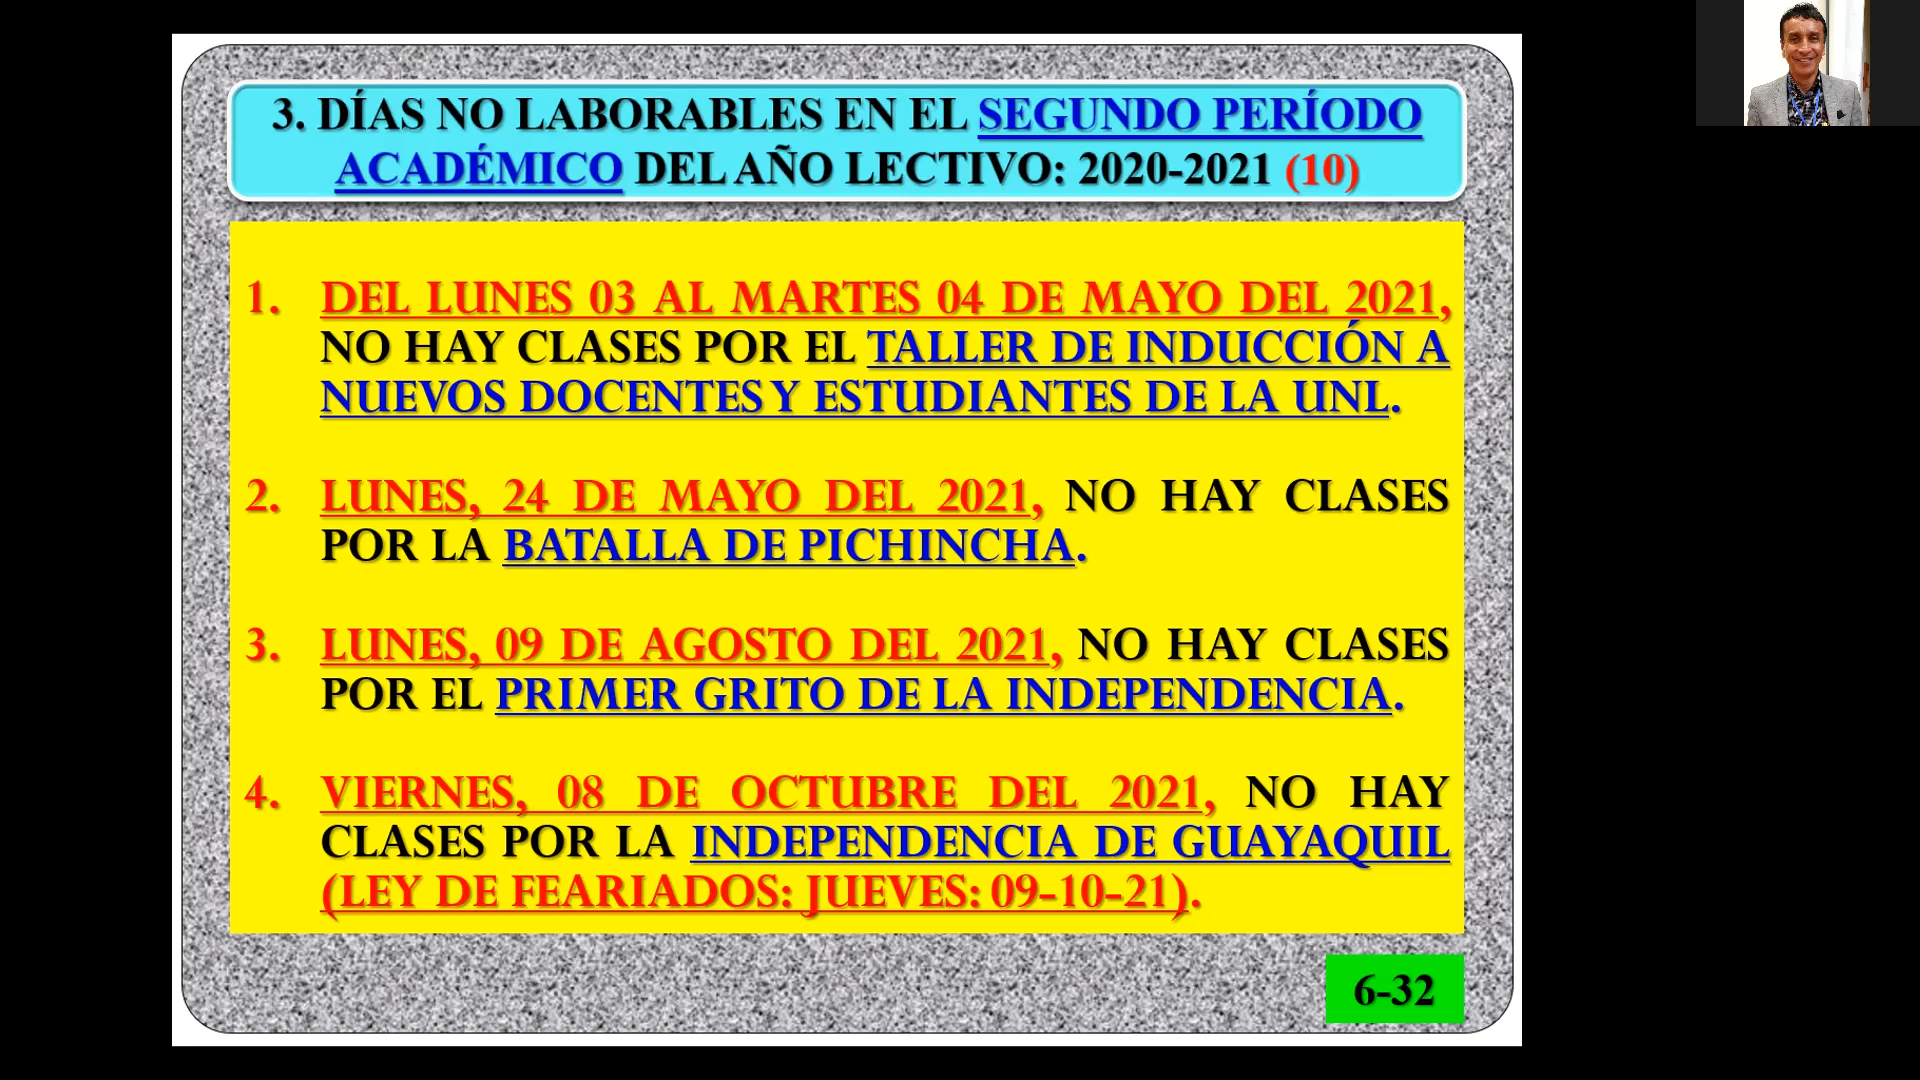 3. DÍAS NO LABORABLES EN EL SEGUNDO PERÍODO
ACADÉMICO DEL AÑO LECTIVO: 2020-2021 (10)
1. DEL LUNES 03 AL MARTES 04 DE MAYO DEL 2021,
NO HAY CLASES POR EL TALLER DE INDUCCIÓN A
NUEVOS DOCENTES Y ESTUDIANTES DE LA UNL.
2. LUNES, 24 DE MAYO DEL 2021, NO HAY CLASES
POR LA BATALLA DE PICHINCHA.
3. LUNES, 09 DE AGOSTO DEL 2021, NO HAY CLASES
POR EL PRIMER GRITO DE LA INDEPENDENCIA.
4. VIERNES, 08 DE OCTUBRE DEL 2021, NO HAY
CLASES POR LA INDEPENDENCIA DE GUAYAQUIL
(LEY DE FEARIADOS: JUEVES: 09-10-21).
6-32